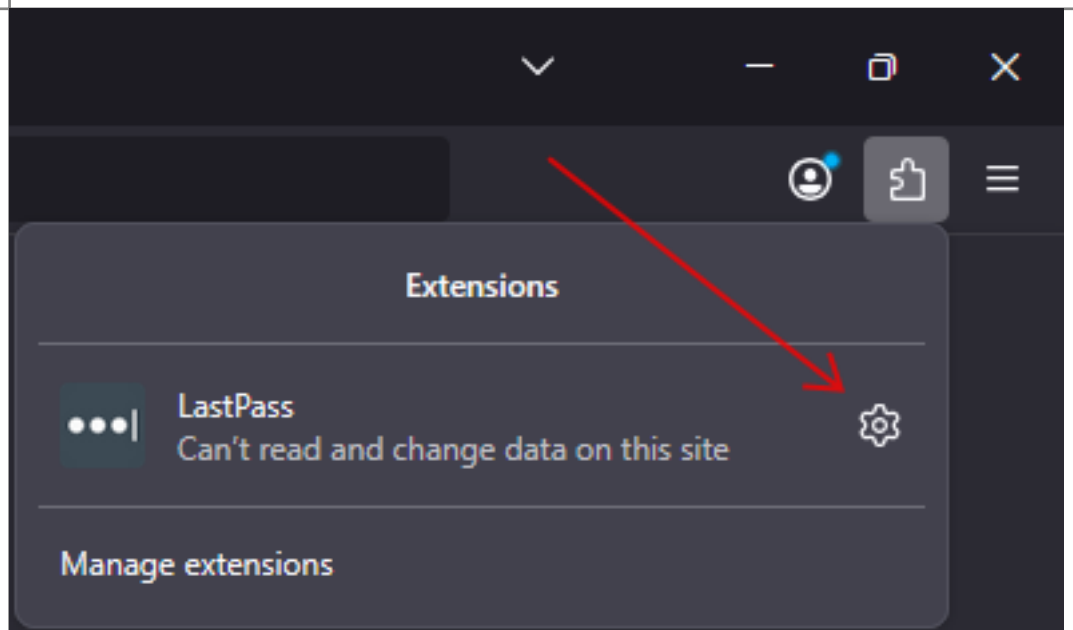 Extensions
LastPass
Can't read and change data on this site
Manage extensions